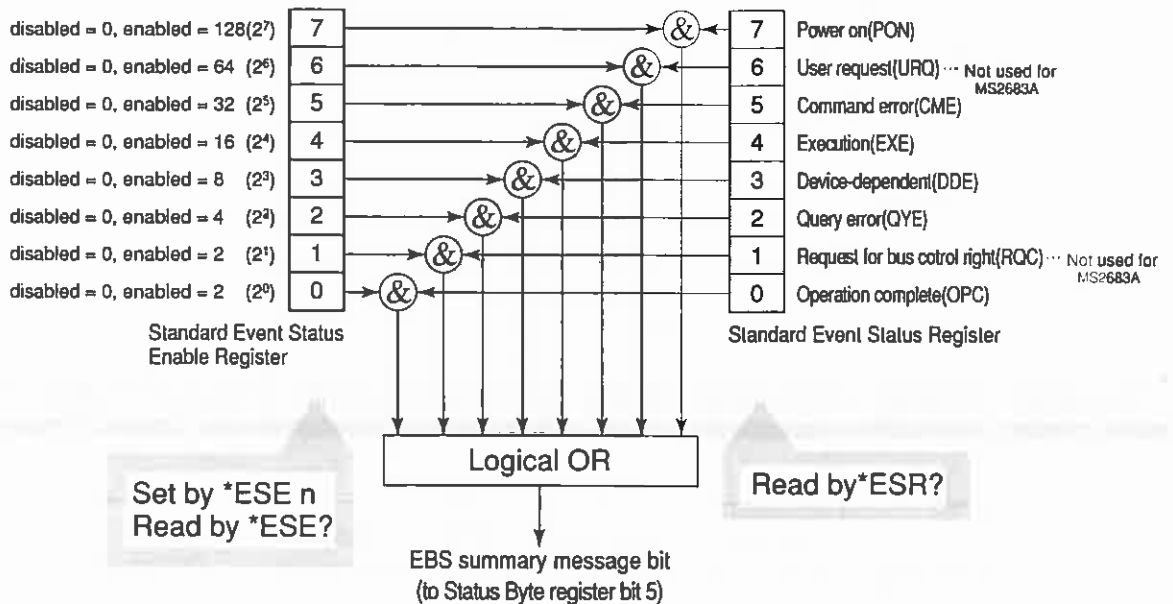 disabled = 0, enabled = 128(2⁷) 7 & 7 Power on(PON)
disabled = 0, enabled = 64 (2⁶) 6 & 6 User request(URQ) ··· Not used for MS2683A
disabled = 0, enabled = 32 (2⁵) 5 & 5 Command error(CME)
disabled = 0, enabled = 16 (2⁴) 4 & 4 Execution(EXE)
disabled = 0, enabled = 8 (2³) 3 & 3 Device-dependent(DDE)
disabled = 0, enabled = 4 (2²) 2 & 2 Query error(QYE)
disabled = 0, enabled = 2 (2¹) 1 & 1 Request for bus cotrol right(RQC) ··· Not used for MS2683A
disabled = 0, enabled = 2 (2⁰) 0 & 0 Operation complete(OPC)
Standard Event Status
Enable Register
Standard Event Status Register
Logical OR
Set by *ESE n
Read by *ESE?
Read by*ESR?
EBS summary message bit
(to Status Byte register bit 5)